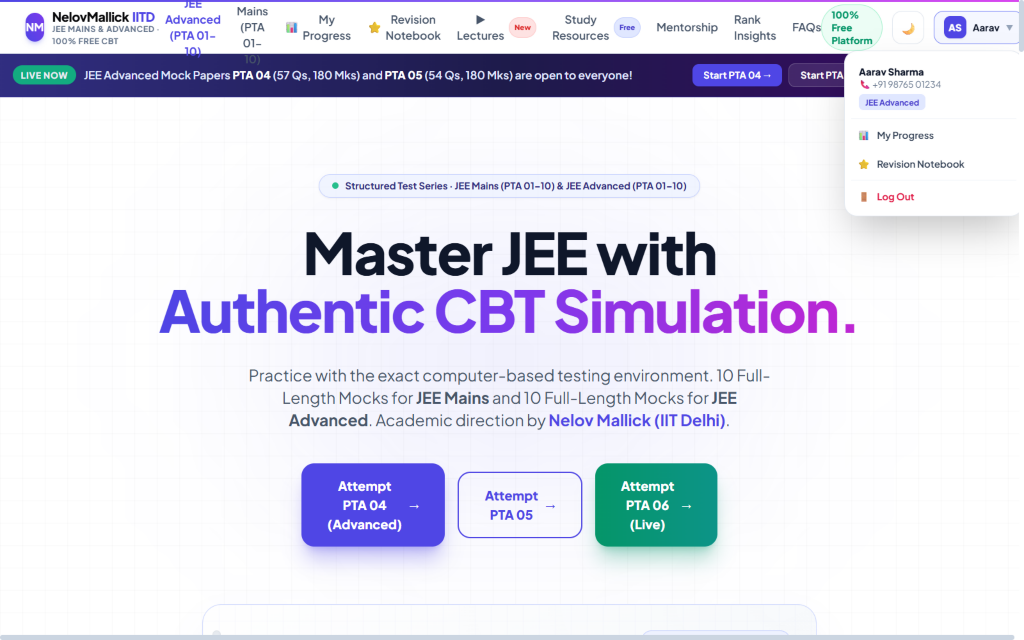 NM
NelovMallick IITD
JEE MAINS & ADVANCED ·
100% FREE CBT
JEE
Advanced
(PTA 01–
10)
Mains
(PTA
01–
10)
My
Progress
Revision
Notebook
▶
Lectures
New
Study
Resources
Free
Mentorship
Rank
Insights
FAQs
100%
Free
Platform
AS
Aarav ▼
LIVE NOW
JEE Advanced Mock Papers PTA 04 (57 Qs, 180 Mks) and PTA 05 (54 Qs, 180 Mks) are open to everyone!
Start PTA 04 →
Start PTA
Aarav Sharma
+91 98765 01234
JEE Advanced
My Progress
Revision Notebook
Log Out
Structured Test Series · JEE Mains (PTA 01–10) & JEE Advanced (PTA 01–10)
Master JEE with
Authentic CBT Simulation.
Practice with the exact computer-based testing environment. 10 Full-
Length Mocks for JEE Mains and 10 Full-Length Mocks for JEE
Advanced. Academic direction by Nelov Mallick (IIT Delhi).
Attempt
PTA 04
(Advanced)
→
Attempt
PTA 05
→
Attempt
PTA 06
(Live)
→